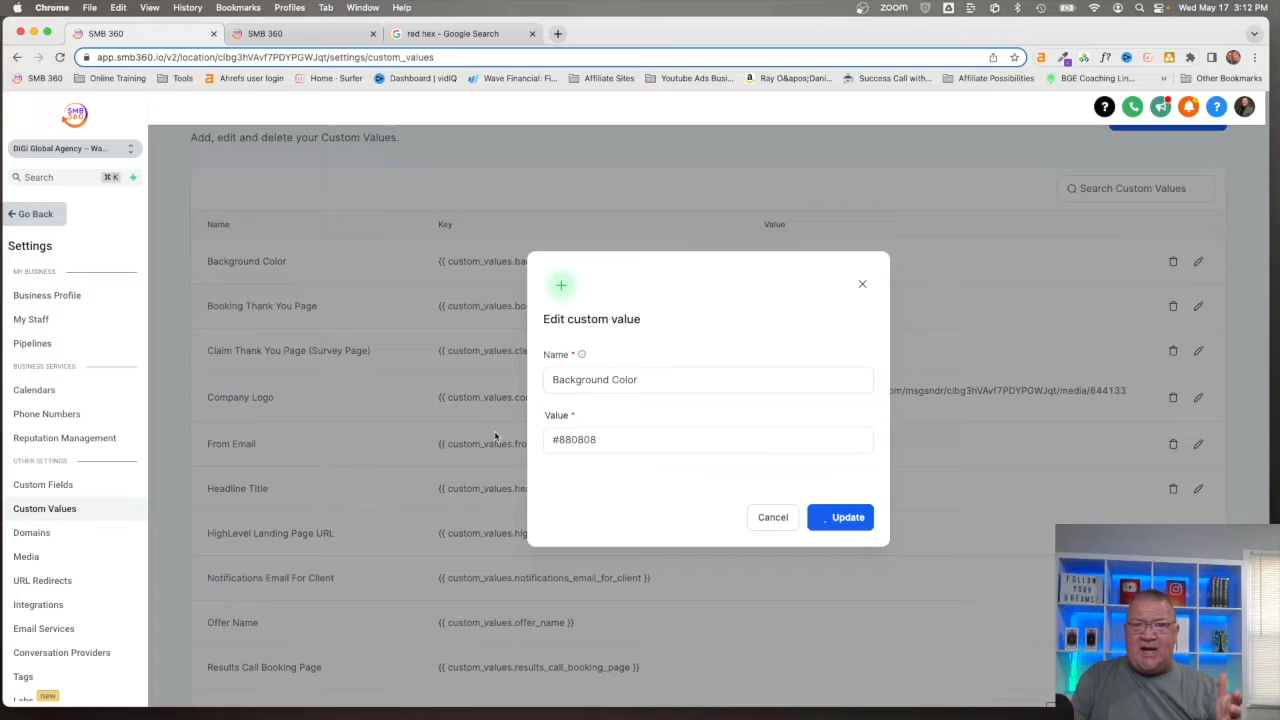 Chrome File Edit View History Bookmarks Profiles Tab Window Help
ZOOM
Wed May 17 3:12 PM
SMB 360
SMB 360
red hex - Google Search
app.smb360.io/v2/location/clbg3hVAvf7PDYPGWJqt/settings/custom_values
SMB 360 Online Training Tools Ahrefs user login Home · Surfer Dashboard | vidIQ Wave Financial: Fi... Affiliate Sites Youtube Ads Busi... Ray O&apos;Dani... Success Call with... Affiliate Possibilities BGE Coaching Lin... » Other Bookmarks
SMB
360
DiGi Global Agency -- Wa...
Search ⌘ K
Go Back
Settings
MY BUSINESS
Business Profile
My Staff
Pipelines
BUSINESS SERVICES
Calendars
Phone Numbers
Reputation Management
OTHER SETTINGS
Custom Fields
Custom Values
Domains
Media
URL Redirects
Integrations
Email Services
Conversation Providers
Tags
Labs new
Add, edit and delete your Custom Values.
Search Custom Values
Name Key Value
Background Color {{ custom_values.ba
Booking Thank You Page {{ custom_values.bo
Claim Thank You Page (Survey Page) {{ custom_values.cla
Company Logo {{ custom_values.co
om/msgsndr/clbg3hVAvf7PDYPGWJqt/media/644133
From Email {{ custom_values.fro
Headline Title {{ custom_values.hea
HighLevel Landing Page URL {{ custom_values.hig
Notifications Email For Client {{ custom_values.notifications_email_for_client }}
Offer Name {{ custom_values.offer_name }}
Results Call Booking Page {{ custom_values.results_call_booking_page }}
Edit custom value
Name *
Background Color
Value *
#880808
Cancel
Update
FOLLOW
YOUR
DREAMS!